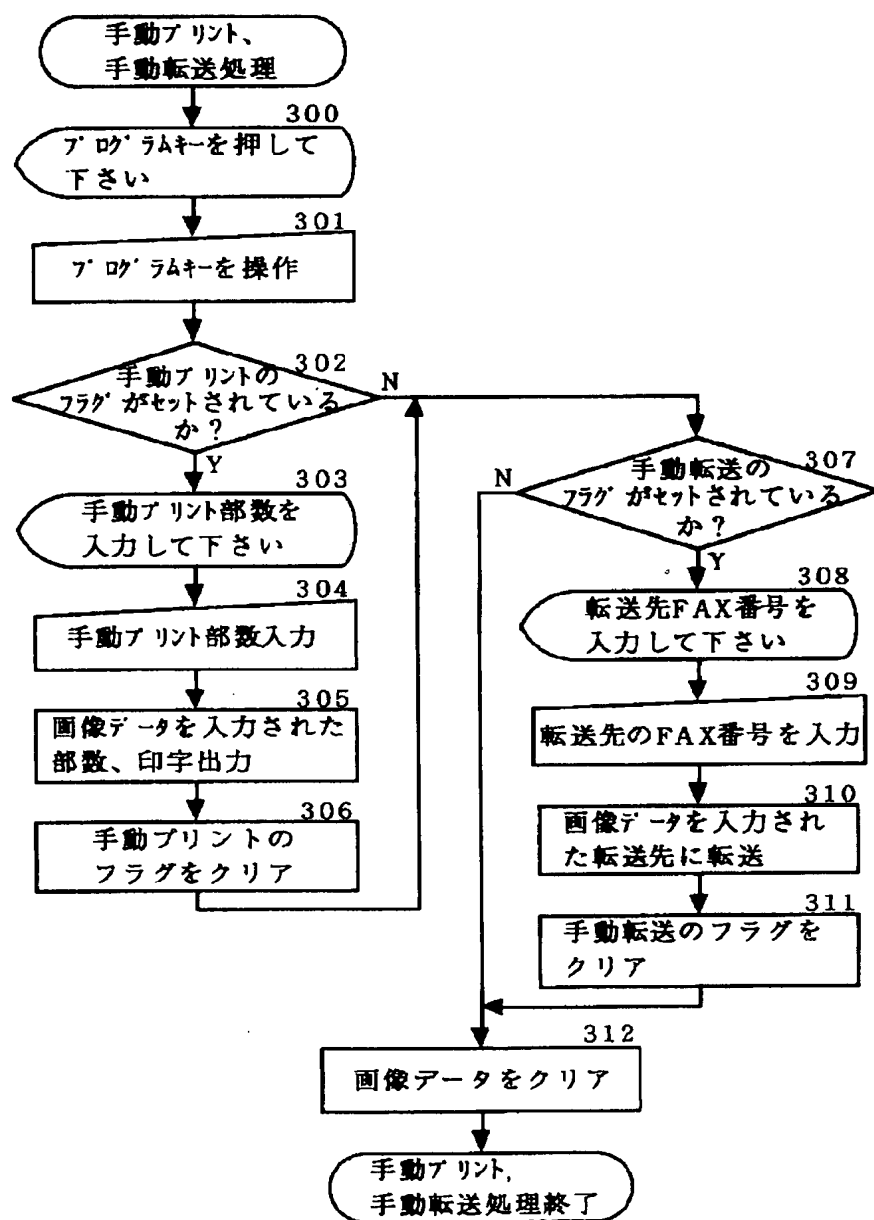 手動プリント、
手動転送処理
300
プログラムキーを押して
下さい
301
プログラムキーを操作
302
手動プリントの
フラグがセットされている
か？
N
Y
303
手動プリント部数を
入力して下さい
304
手動プリント部数入力
305
画像データを入力された
部数、印字出力
306
手動プリントの
フラグをクリア
307
手動転送の
フラグがセットされている
か？
N
Y
308
転送先FAX番号を
入力して下さい
309
転送先のFAX番号を入力
310
画像データを入力され
た転送先に転送
311
手動転送のフラグを
クリア
312
画像データをクリア
手動プリント,
手動転送処理終了